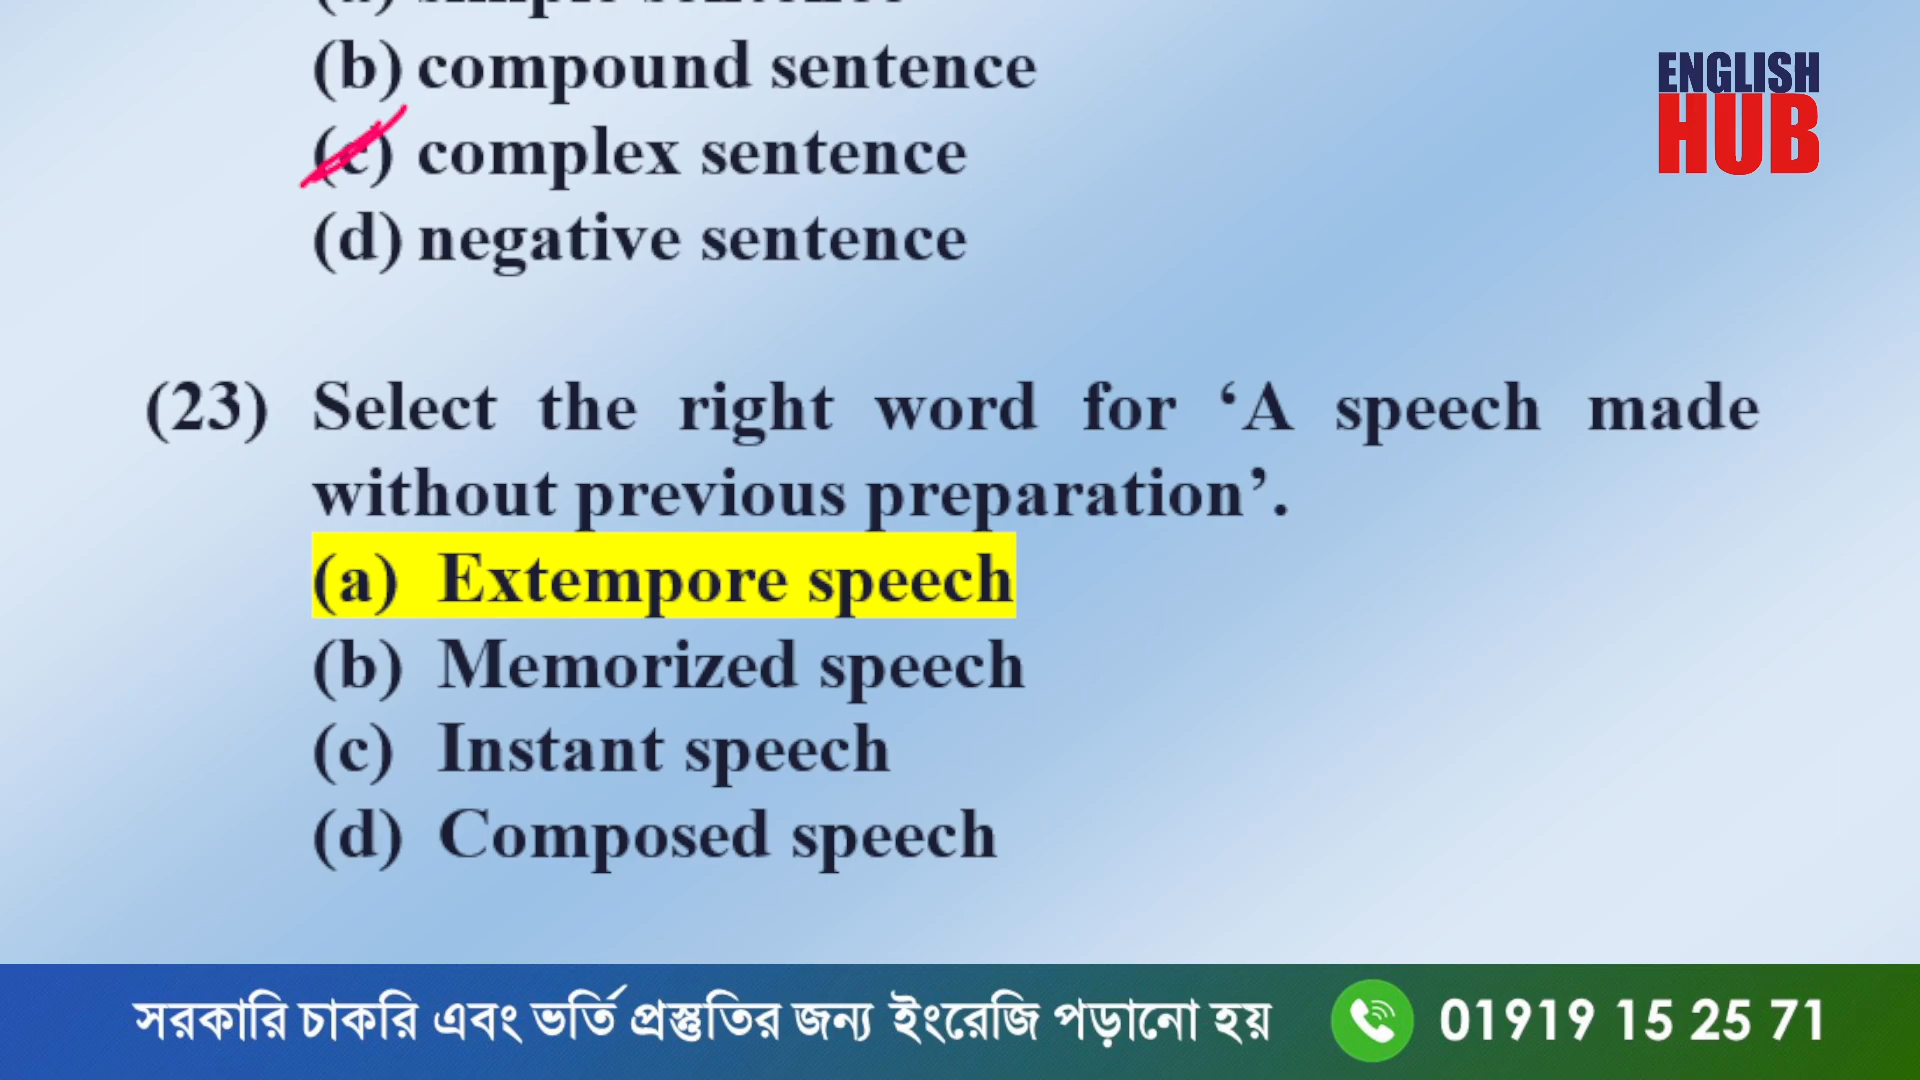 (a) simple sentence
(b) compound sentence
(c) complex sentence
(d) negative sentence
ENGLISH
HUB
(23) Select the right word for ‘A speech made
without previous preparation’.
(a) Extempore speech
(b) Memorized speech
(c) Instant speech
(d) Composed speech
সরকারি চাকরি এবং ভর্তি প্রস্তুতির জন্য ইংরেজি পড়ানো হয় 01919 15 25 71